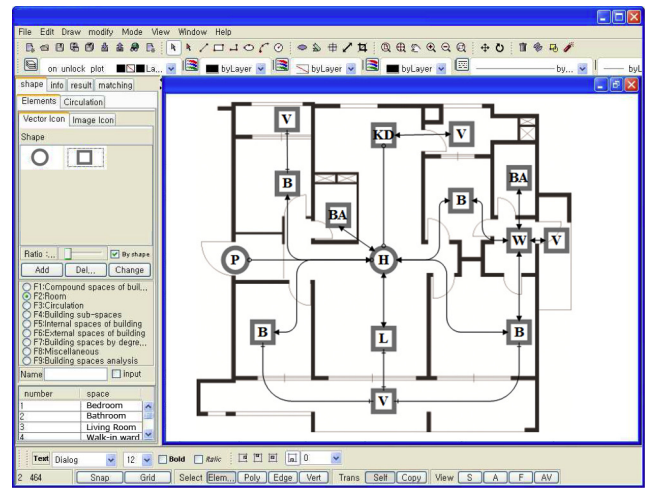 File Edit Draw modify Mode View Window Help
on unlock plot La... byLayer byLayer byLayer by... byL
shape info result matching
Elements Circulation
Vector Icon Image Icon
Shape
Ratio :... By shape
Add Del... Change
F1:Compound spaces of buil...
F2:Room
F3:Circulation
F4:Building sub-spaces
F5:Internal spaces of building
F6:External spaces of building
F7:Building spaces by degre...
F8:Miscellaneous
F9:Building spaces analysis
Name input
number space
1 Bedroom
2 Bathroom
3 Living Room
4 Walk-in ward
V
KD V
B BA
B
BA
W V
P H
B L B
V
Text Dialog 12 Bold Italic 0
2 464 Snap Grid Select Elem... Poly Edge Vert Trans Self Copy View S A F AV